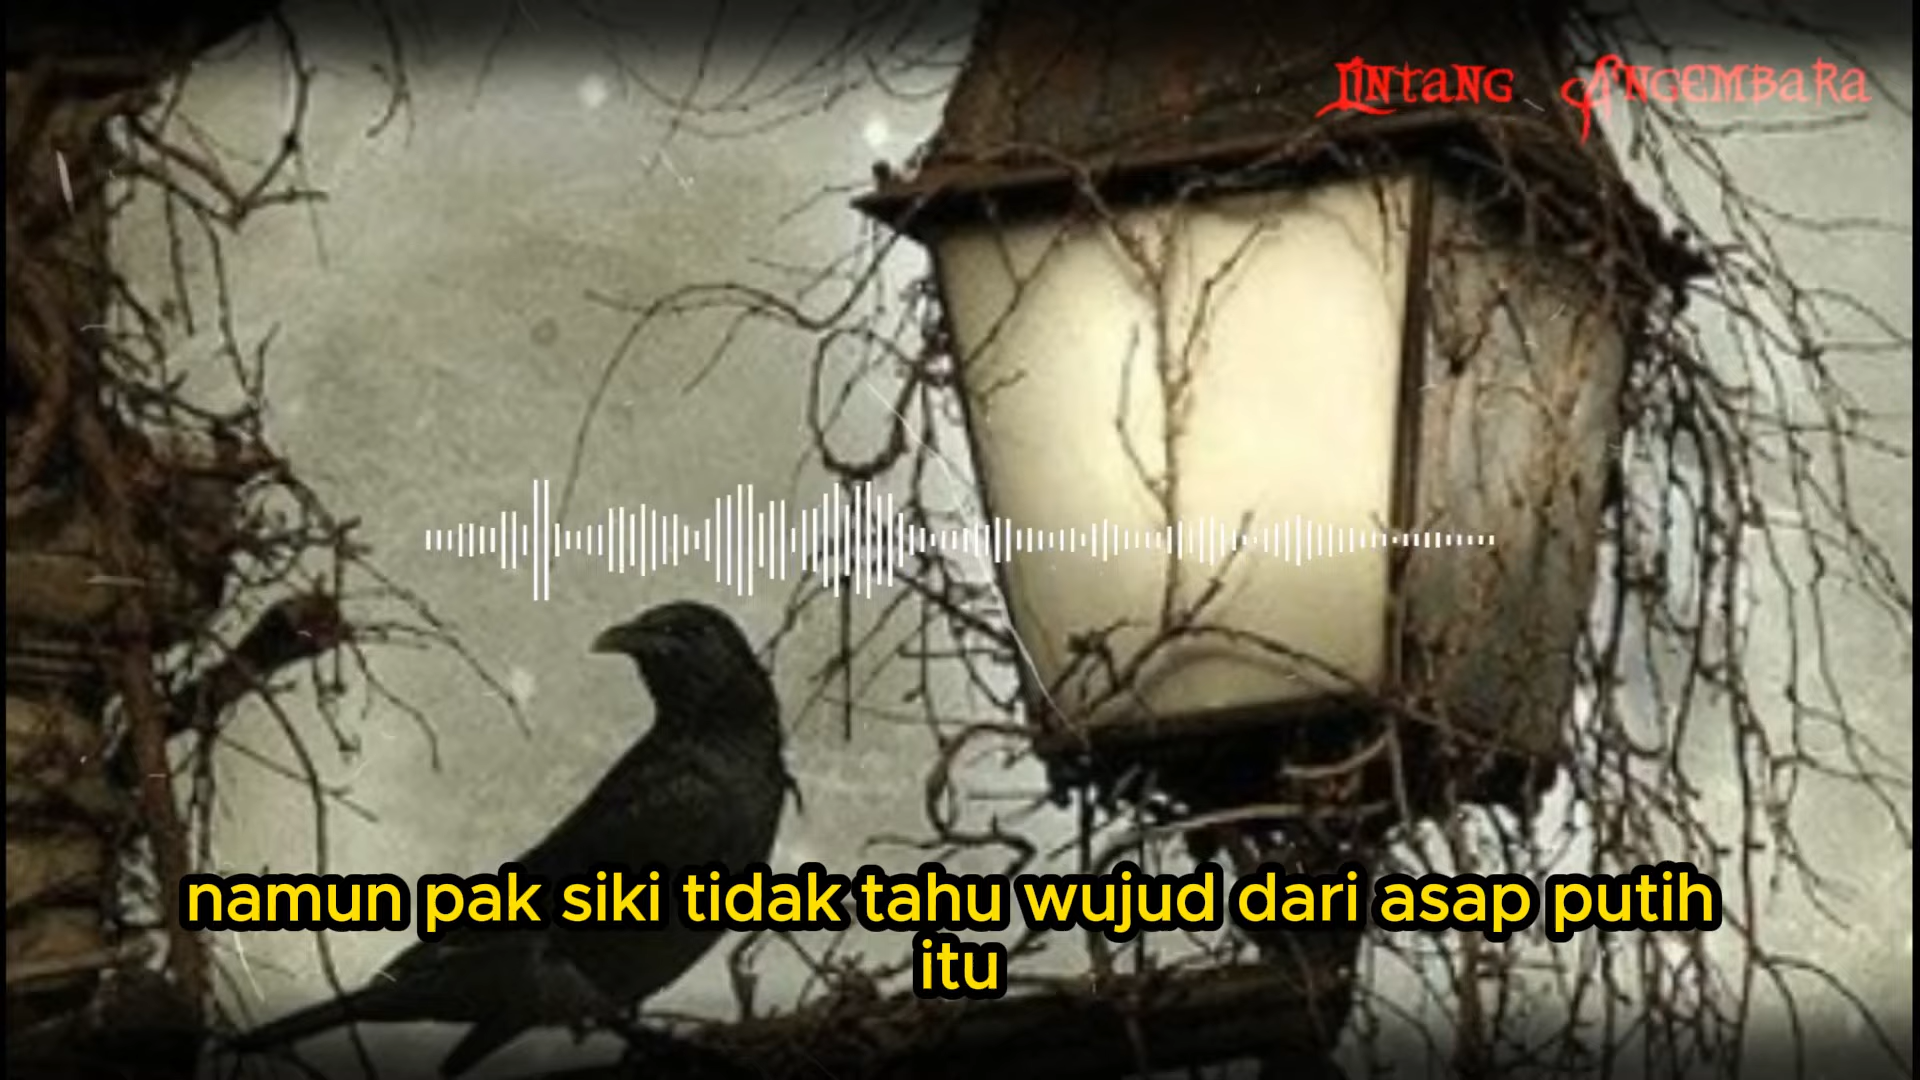 Lintang Angembara
namun pak siki tidak tahu wujud dari asap putih
itu